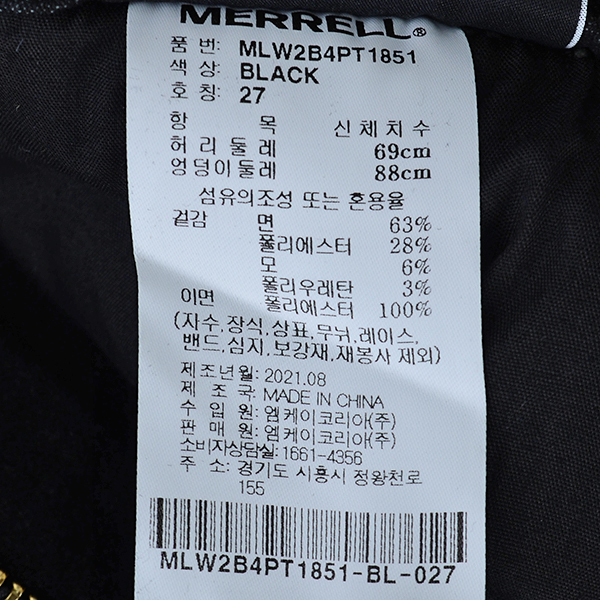 MERRELL®
품 번: MLW2B4PT1851
색 상: BLACK
호 칭: 27
항 목 신체치수
허리둘레 69cm
엉덩이둘레 88cm
섬유의조성 또는 혼용율
겉감 면 63%
폴리에스터 28%
모 6%
폴리우레탄 3%
이면 폴리에스터 100%
(자수,장식,상표,무늬,레이스,
밴드,심지,보강재,재봉사 제외)
제조년월: 2021.08
제 조 국: MADE IN CHINA
수 입 원: 엠케이코리아(주)
판 매 원: 엠케이코리아(주)
소비자상담실: 1661-4356
주 소: 경기도 시흥시 정왕천로
155
MLW2B4PT1851-BL-027